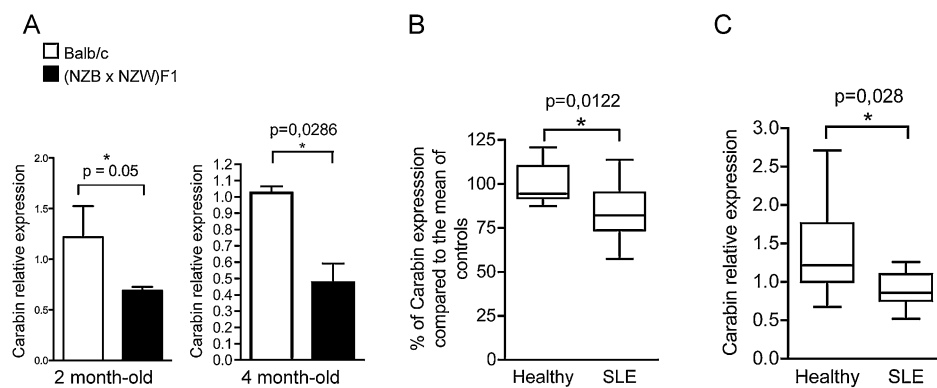 A
Balb/c
(NZB x NZW)F1
Carabin relative expression
2.0
1.5
1.0
0.5
0.0
*
p = 0.05
2 month-old
Carabin relative expression
1.2
1.1
1.0
0.9
0.8
0.7
0.6
0.5
0.4
0.3
0.2
0.1
0.0
p=0,0286
*
4 month-old
B
% of Carabin expresssion
compared to the mean of
controls
125
100
75
50
25
0
p=0,0122
*
Healthy SLE
C
Carabin relative expression
3.0
2.5
2.0
1.5
1.0
0.5
0.0
p=0,028
*
Healthy SLE